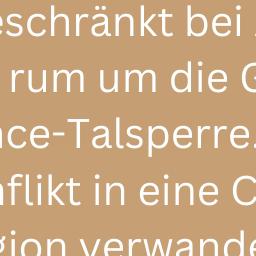 eschränkt bei
rum um die G
nce-Talsperre.
nflikt in eine C
gion verwande